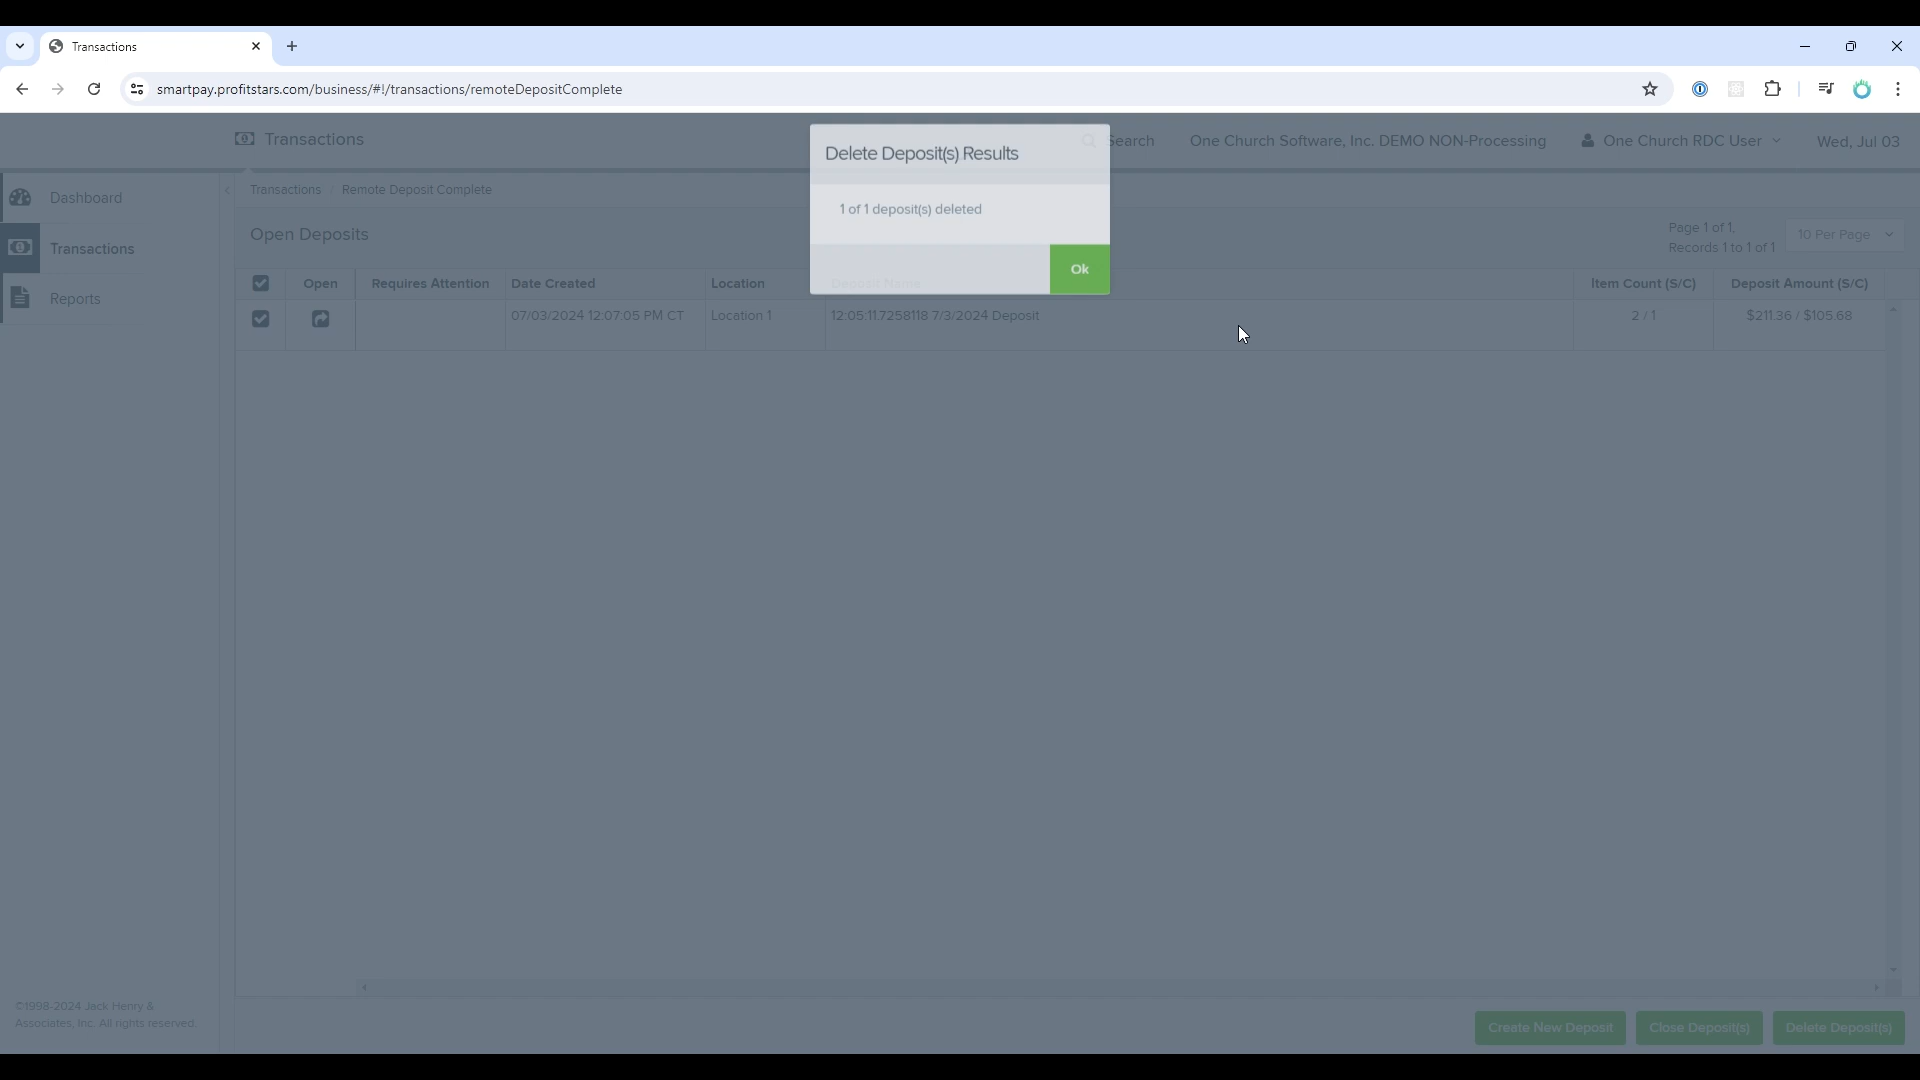 Transactions
smartpay.profitstars.com/business/#!/transactions/remoteDepositComplete
Transactions
Delete Deposit(s) Results
Search
One Church Software, Inc. DEMO NON-Processing
One Church RDC User
Wed, Jul 03
Dashboard
Transactions
Reports
Transactions / Remote Deposit Complete
1 of 1 deposit(s) deleted
Ok
Open Deposits
Page 1 of 1,
Records 1 to 1 of 1
10 Per Page
Open
Requires Attention
Date Created
Location
Deposit Name
Item Count (S/C)
Deposit Amount (S/C)
07/03/2024 12:07:05 PM CT
Location 1
12:05:11.7258118 7/3/2024 Deposit
2 / 1
$211.36 / $105.68
©1998-2024 Jack Henry &
Associates, Inc. All rights reserved.
Create New Deposit
Close Deposit(s)
Delete Deposit(s)